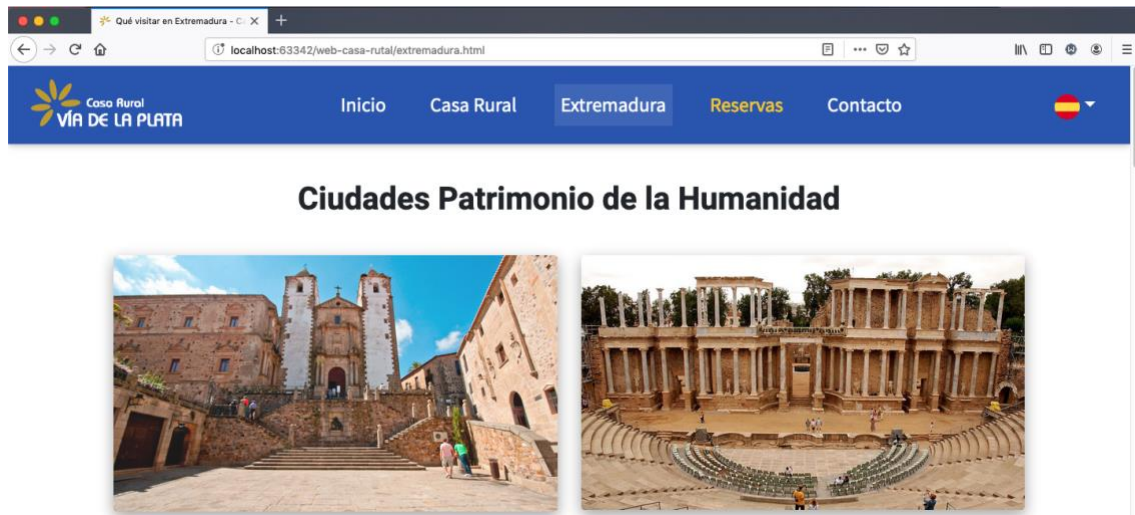 Qué visitar en Extremadura - C
localhost:63342/web-casa-rutal/extremadura.html
Casa Rural
VÍA DE LA PLATA
Inicio
Casa Rural
Extremadura
Reservas
Contacto
Ciudades Patrimonio de la Humanidad